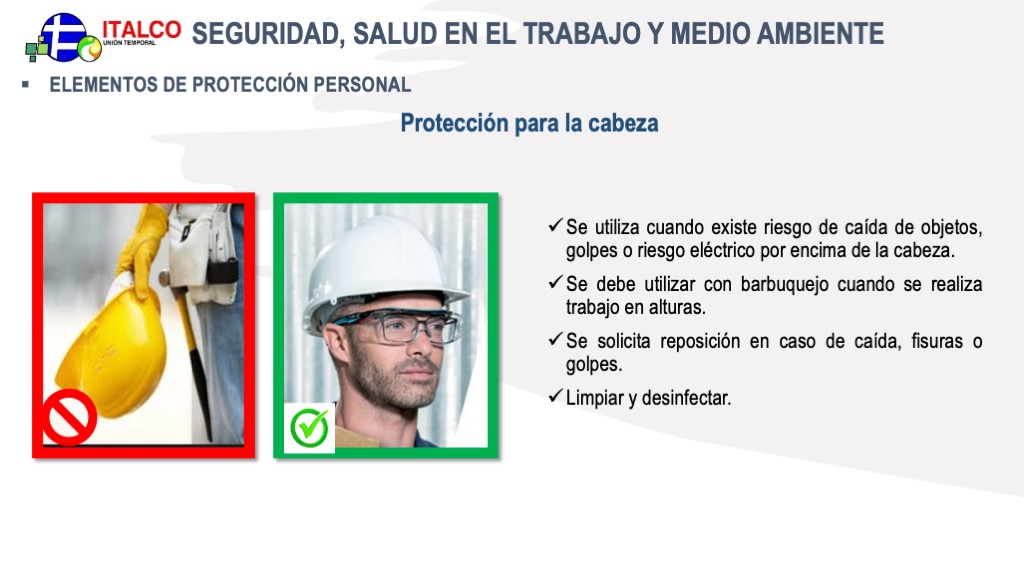 ITALCO
UNIÓN TEMPORAL
SEGURIDAD, SALUD EN EL TRABAJO Y MEDIO AMBIENTE
▪ ELEMENTOS DE PROTECCIÓN PERSONAL
Protección para la cabeza
✓Se utiliza cuando existe riesgo de caída de objetos,
golpes o riesgo eléctrico por encima de la cabeza.
✓Se debe utilizar con barbuquejo cuando se realiza
trabajo en alturas.
✓Se solicita reposición en caso de caída, fisuras o
golpes.
✓Limpiar y desinfectar.